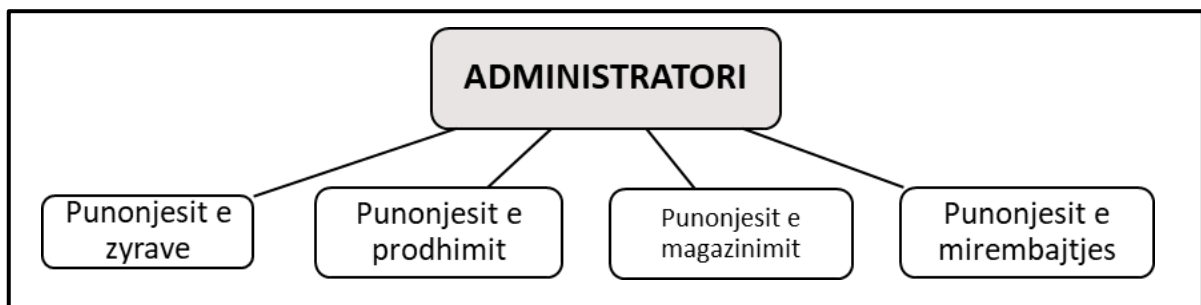 ADMINISTRATORI
Punonjesit e
zyrave
Punonjesit e
prodhimit
Punonjesit e
magazinimit
Punonjesit e
mirembajtjes